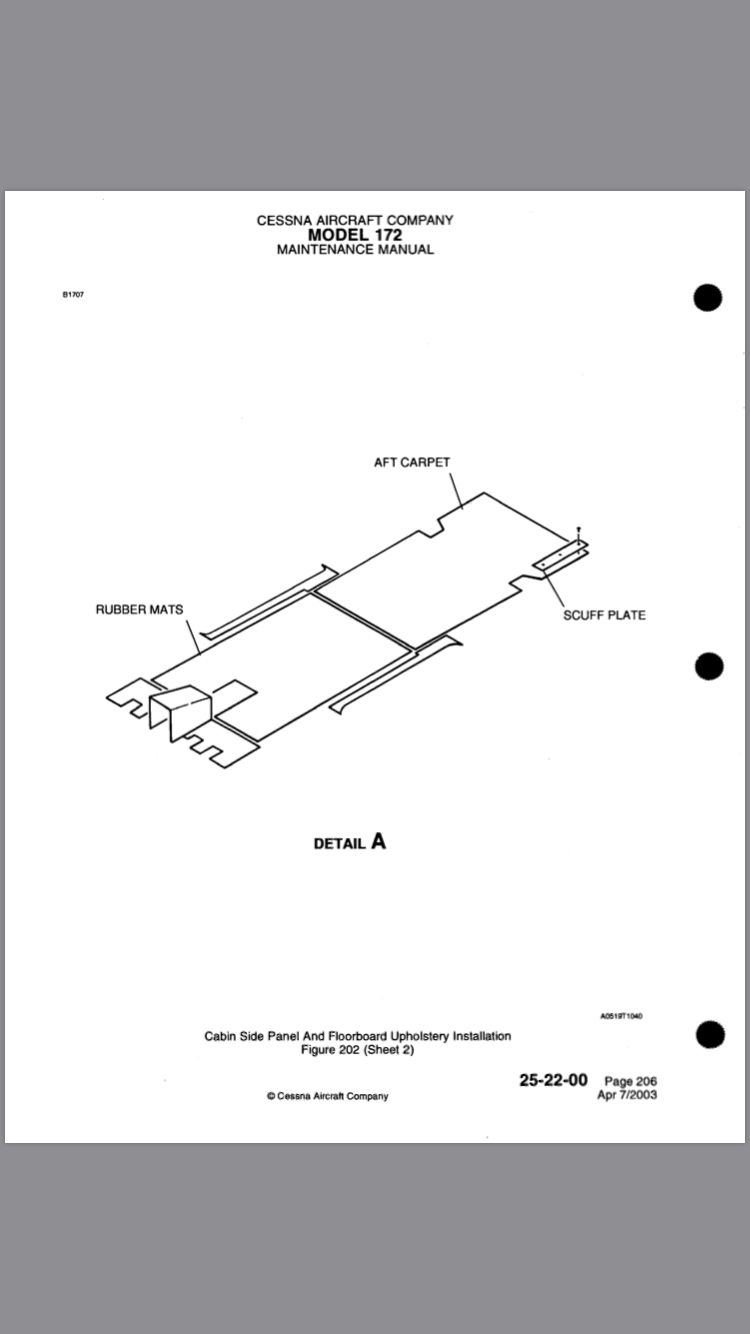 CESSNA AIRCRAFT COMPANY
MODEL 172
MAINTENANCE MANUAL
B1707
AFT CARPET
RUBBER MATS
SCUFF PLATE
DETAIL A
A0519T1040
Cabin Side Panel And Floorboard Upholstery Installation
Figure 202 (Sheet 2)
25-22-00 Page 206
© Cessna Aircraft Company
Apr 7/2003